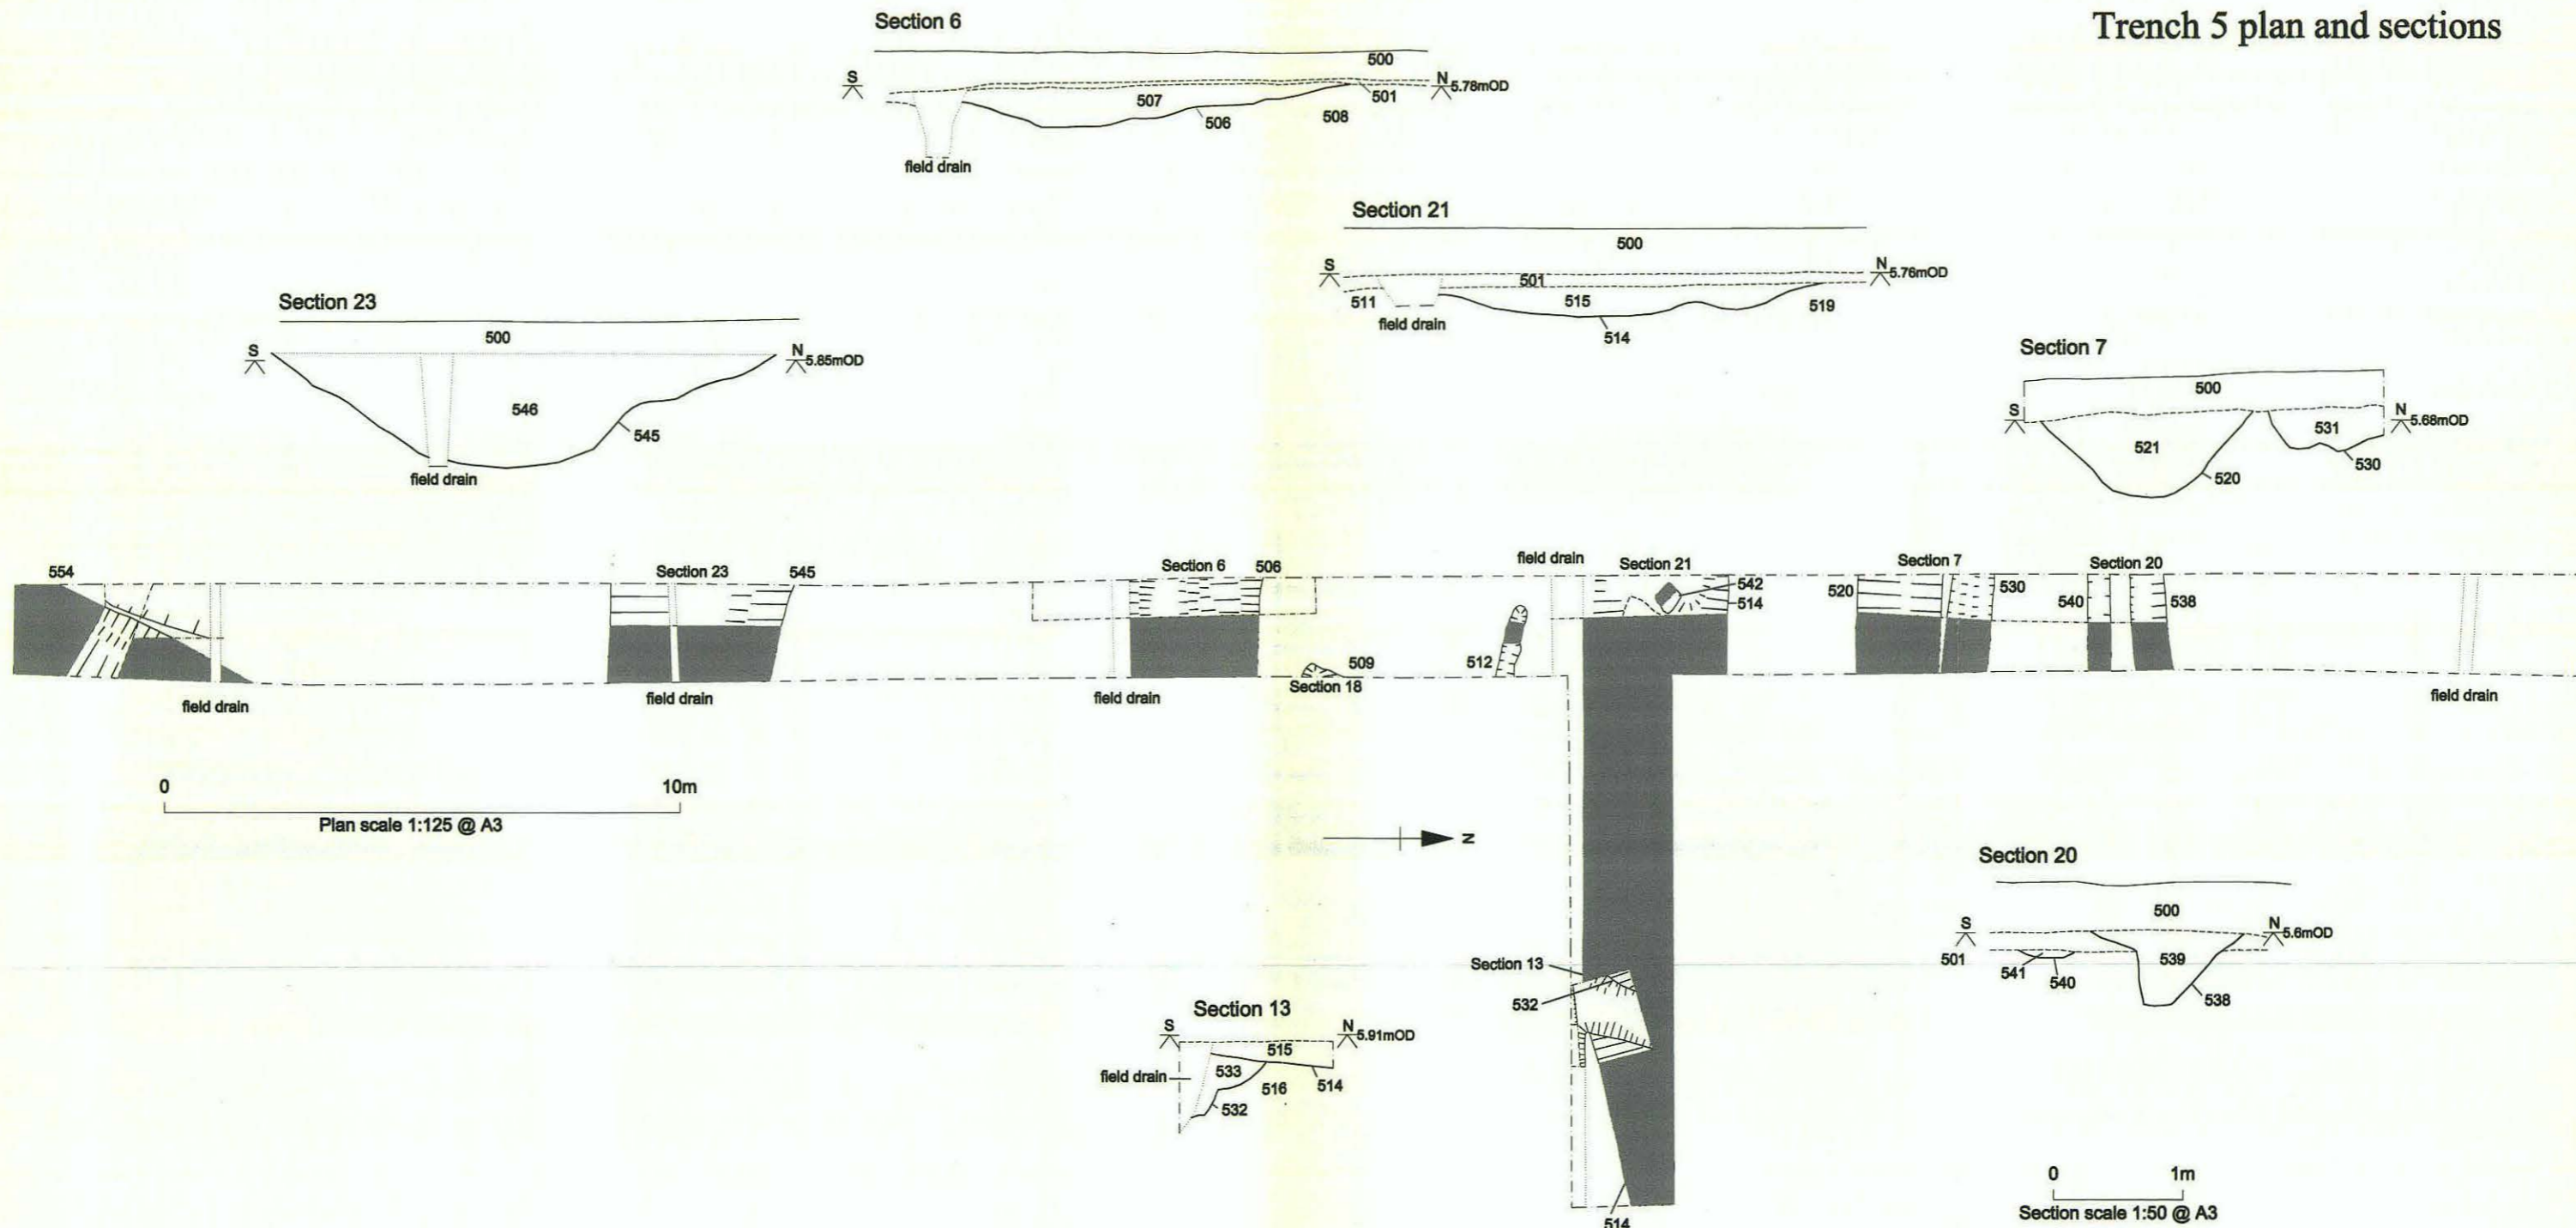 Trench 5 plan and sections
Section 6
500
S
N 5.78mOD
507
501
506
508
field drain
Section 21
500
S
N 5.76mOD
501
511
515
519
field drain
514
Section 23
500
S
N 5.85mOD
546
545
field drain
Section 7
500
S
N 5.68mOD
521
531
530
520
554
Section 23
545
Section 6
506
field drain
Section 21
542
514
520
Section 7
530
Section 20
540
538
512
509
Section 18
field drain
field drain
field drain
field drain
0
10m
Plan scale 1:125 @ A3
N
Section 20
500
S
N 5.6mOD
501
539
541
540
538
Section 13
532
Section 13
S
N 5.91mOD
515
field drain
533
516
514
532
514
0
1m
Section scale 1:50 @ A3